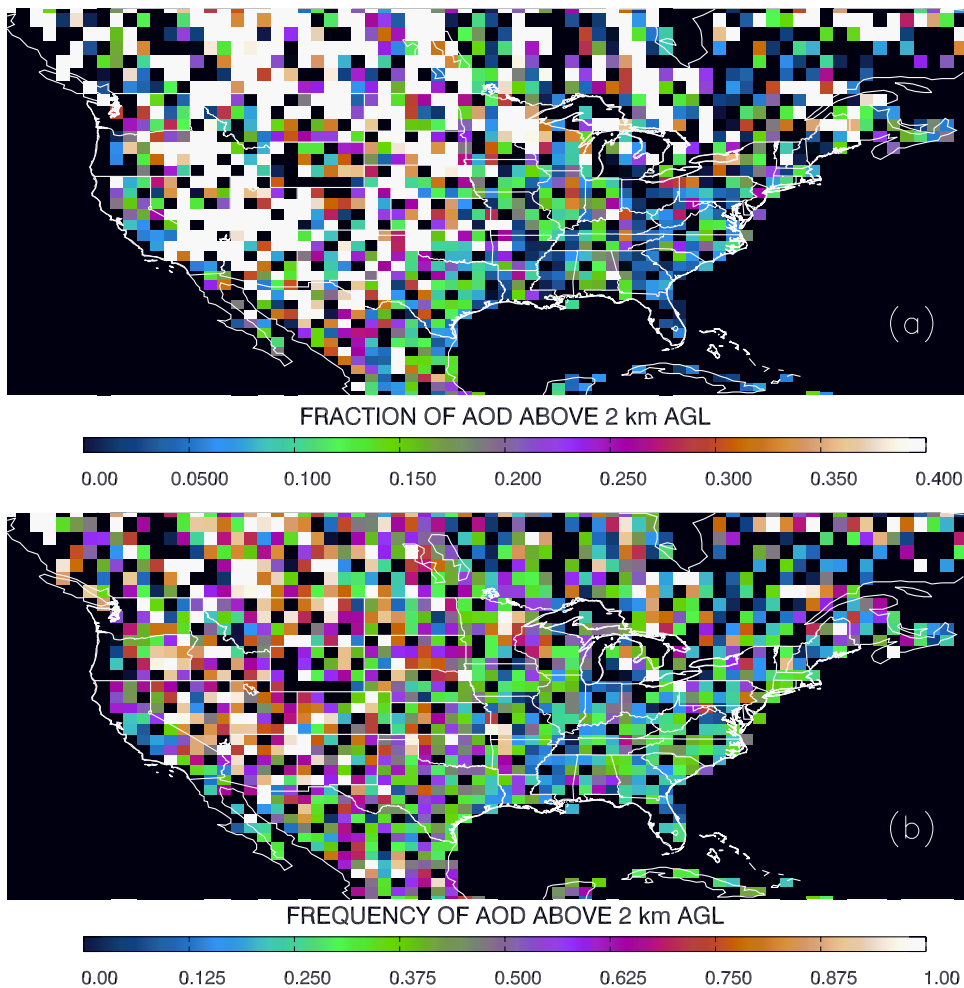 (a)
FRACTION OF AOD ABOVE 2 km AGL
0.00 0.0500 0.100 0.150 0.200 0.250 0.300 0.350 0.400
(b)
FREQUENCY OF AOD ABOVE 2 km AGL
0.00 0.125 0.250 0.375 0.500 0.625 0.750 0.875 1.00